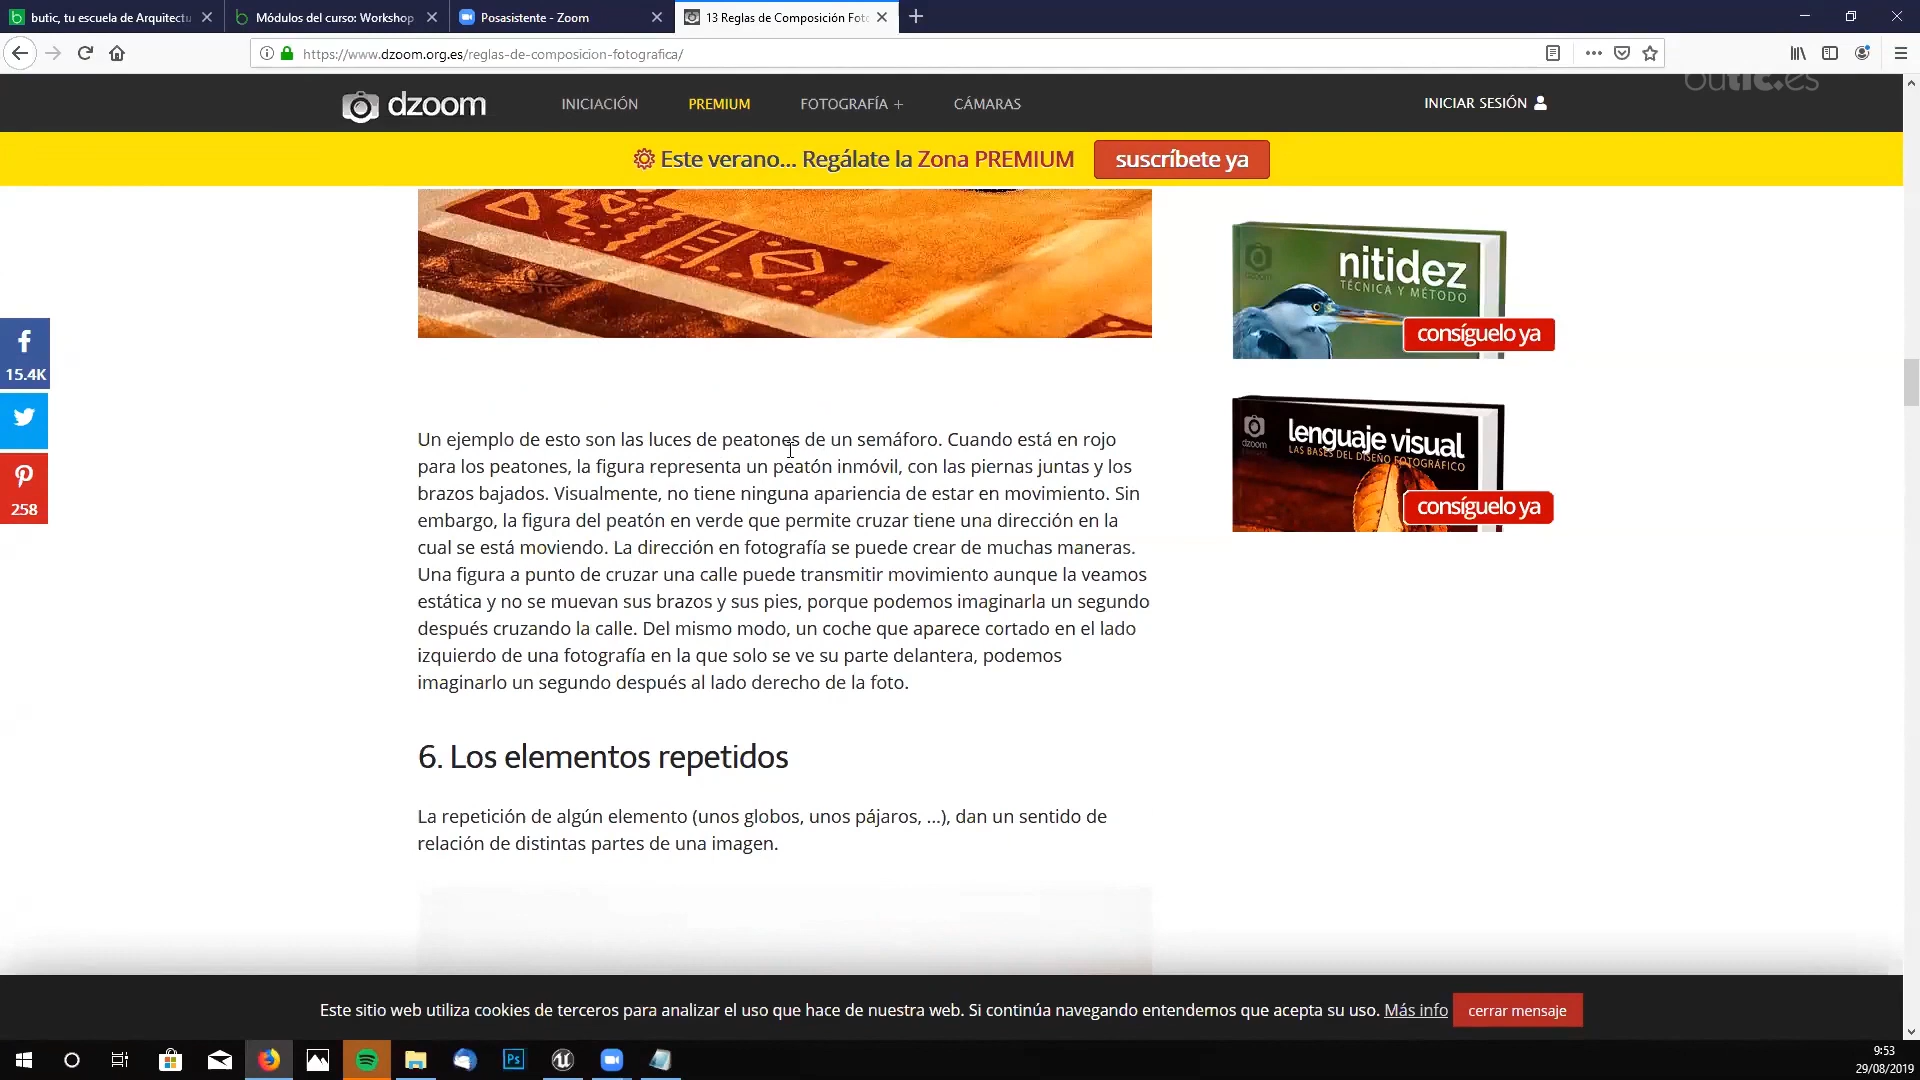 butic, tu escuela de Arquitectu
Módulos del curso: Workshop
Posasistente - Zoom
13 Reglas de Composición Foto
https://www.dzoom.org.es/reglas-de-composicion-fotografica/
butic.es
dzoom
INICIACIÓN
PREMIUM
FOTOGRAFÍA +
CÁMARAS
INICIAR SESIÓN
Este verano... Regálate la Zona PREMIUM
suscríbete ya
nitidez
TÉCNICA Y MÉTODO
consíguelo ya
15.4K
258
lenguaje visual
LAS BASES DEL DISEÑO FOTOGRÁFICO
consíguelo ya
Un ejemplo de esto son las luces de peatones de un semáforo. Cuando está en rojo
para los peatones, la figura representa un peatón inmóvil, con las piernas juntas y los
brazos bajados. Visualmente, no tiene ninguna apariencia de estar en movimiento. Sin
embargo, la figura del peatón en verde que permite cruzar tiene una dirección en la
cual se está moviendo. La dirección en fotografía se puede crear de muchas maneras.
Una figura a punto de cruzar una calle puede transmitir movimiento aunque la veamos
estática y no se muevan sus brazos y sus pies, porque podemos imaginarla un segundo
después cruzando la calle. Del mismo modo, un coche que aparece cortado en el lado
izquierdo de una fotografía en la que solo se ve su parte delantera, podemos
imaginarlo un segundo después al lado derecho de la foto.
6. Los elementos repetidos
La repetición de algún elemento (unos globos, unos pájaros, ...), dan un sentido de
relación de distintas partes de una imagen.
Este sitio web utiliza cookies de terceros para analizar el uso que hace de nuestra web. Si continúa navegando entendemos que acepta su uso. Más info
cerrar mensaje
Ps
9:53
29/08/2019